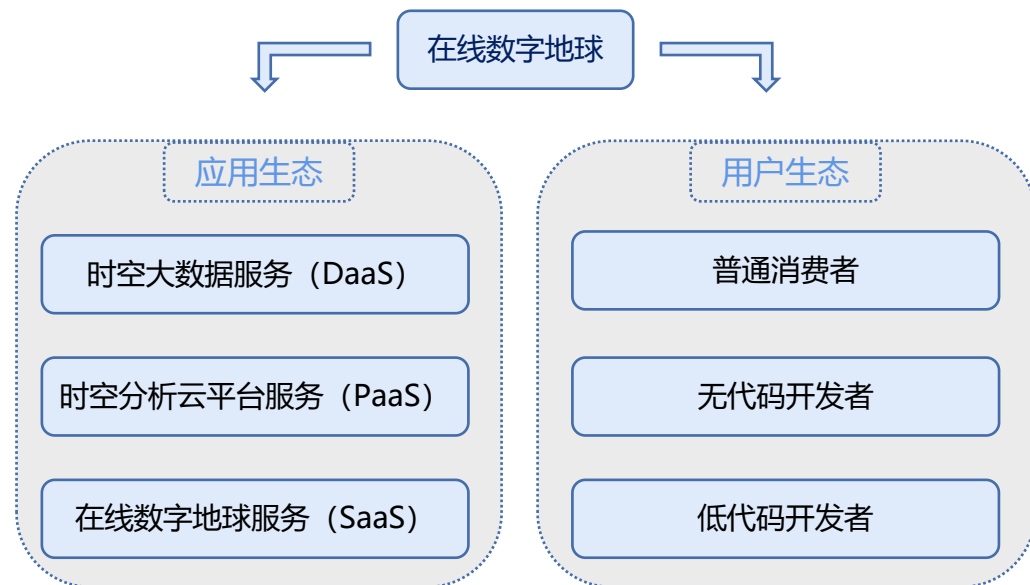 在线数字地球
应用生态
时空大数据服务（DaaS）
时空分析云平台服务（PaaS）
在线数字地球服务（SaaS）
用户生态
普通消费者
无代码开发者
低代码开发者